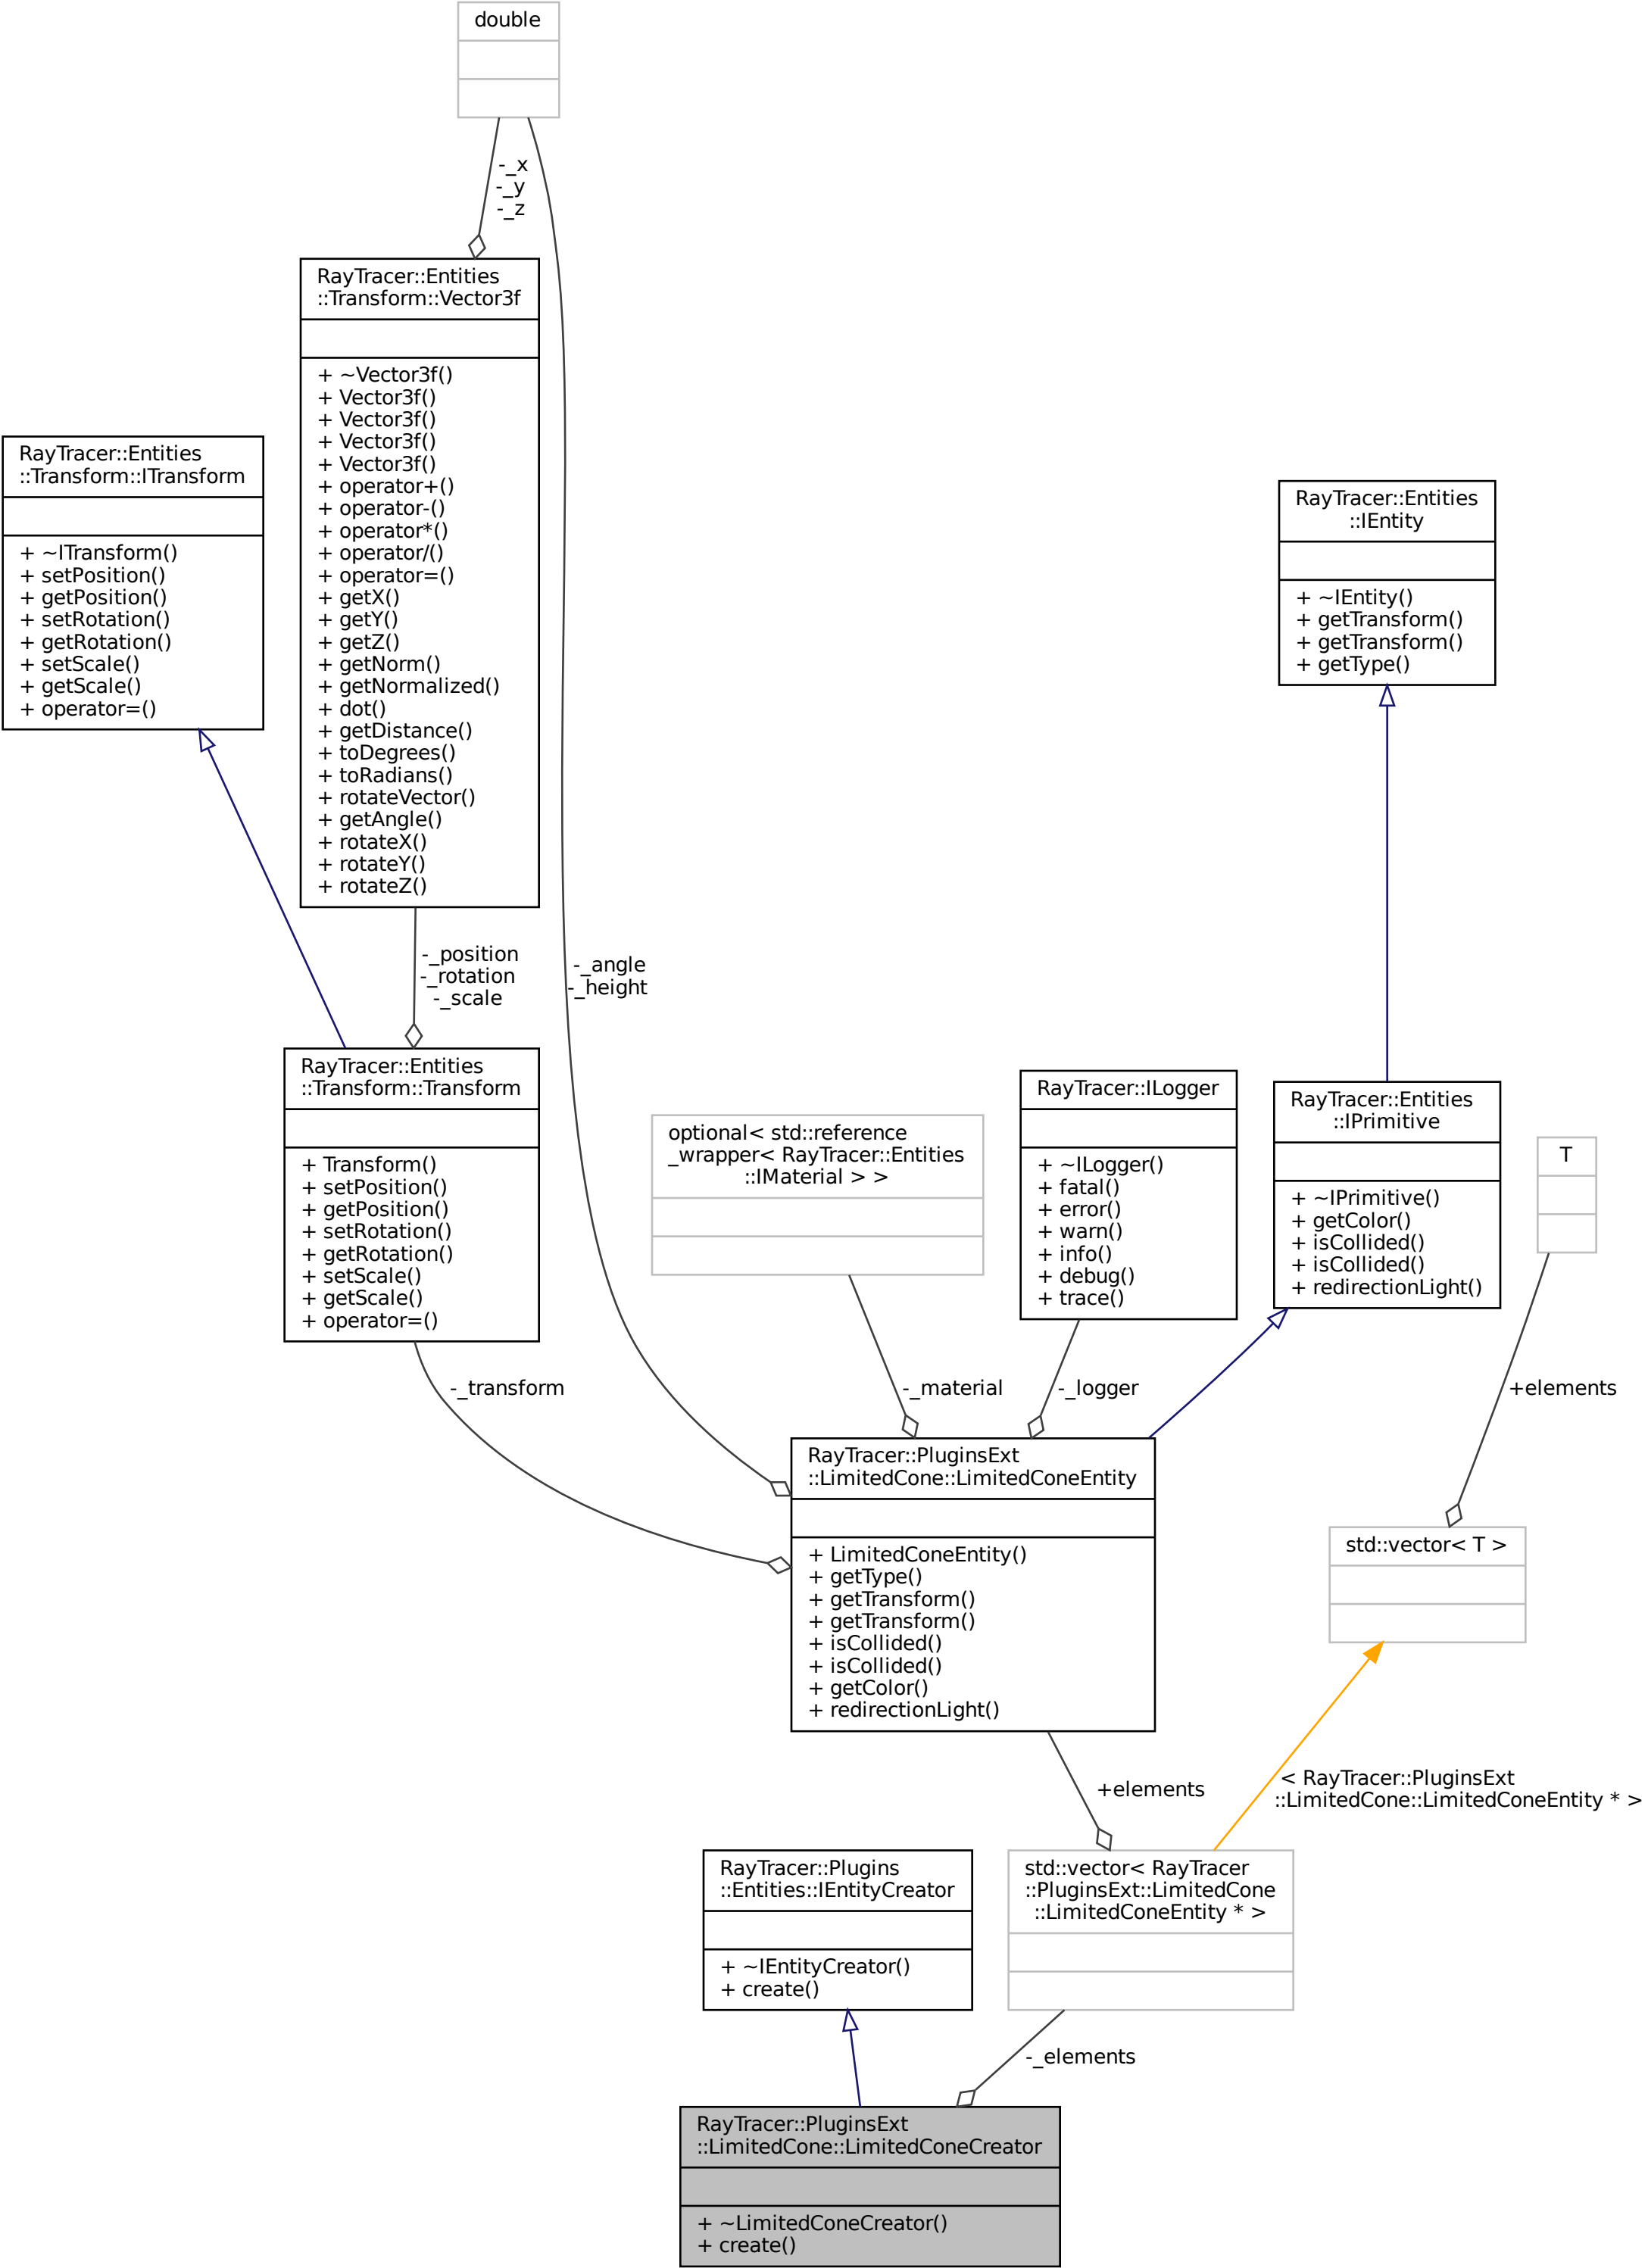 double
-_x
-_y
-_z
RayTracer::Entities
::Transform::Vector3f
+ ~Vector3f()
+ Vector3f()
+ Vector3f()
+ Vector3f()
+ Vector3f()
+ operator+()
+ operator-()
+ operator*()
+ operator/()
+ operator=()
+ getX()
+ getY()
+ getZ()
+ getNorm()
+ getNormalized()
+ dot()
+ getDistance()
+ toDegrees()
+ toRadians()
+ rotateVector()
+ getAngle()
+ rotateX()
+ rotateY()
+ rotateZ()
RayTracer::Entities
::Transform::ITransform
+ ~ITransform()
+ setPosition()
+ getPosition()
+ setRotation()
+ getRotation()
+ setScale()
+ getScale()
+ operator=()
RayTracer::Entities
::IEntity
+ ~IEntity()
+ getTransform()
+ getTransform()
+ getType()
-_position
-_rotation
-_scale
-_angle
-_height
RayTracer::Entities
::Transform::Transform
+ Transform()
+ setPosition()
+ getPosition()
+ setRotation()
+ getRotation()
+ setScale()
+ getScale()
+ operator=()
optional< std::reference
_wrapper< RayTracer::Entities
::IMaterial > >
RayTracer::ILogger
+ ~ILogger()
+ fatal()
+ error()
+ warn()
+ info()
+ debug()
+ trace()
RayTracer::Entities
::IPrimitive
+ ~IPrimitive()
+ getColor()
+ isCollided()
+ isCollided()
+ redirectionLight()
T
-_transform
-_material
-_logger
+elements
RayTracer::PluginsExt
::LimitedCone::LimitedConeEntity
+ LimitedConeEntity()
+ getType()
+ getTransform()
+ getTransform()
+ isCollided()
+ isCollided()
+ getColor()
+ redirectionLight()
std::vector< T >
+elements
< RayTracer::PluginsExt
::LimitedCone::LimitedConeEntity * >
RayTracer::Plugins
::Entities::IEntityCreator
+ ~IEntityCreator()
+ create()
std::vector< RayTracer
::PluginsExt::LimitedCone
::LimitedConeEntity * >
-_elements
RayTracer::PluginsExt
::LimitedCone::LimitedConeCreator
+ ~LimitedConeCreator()
+ create()